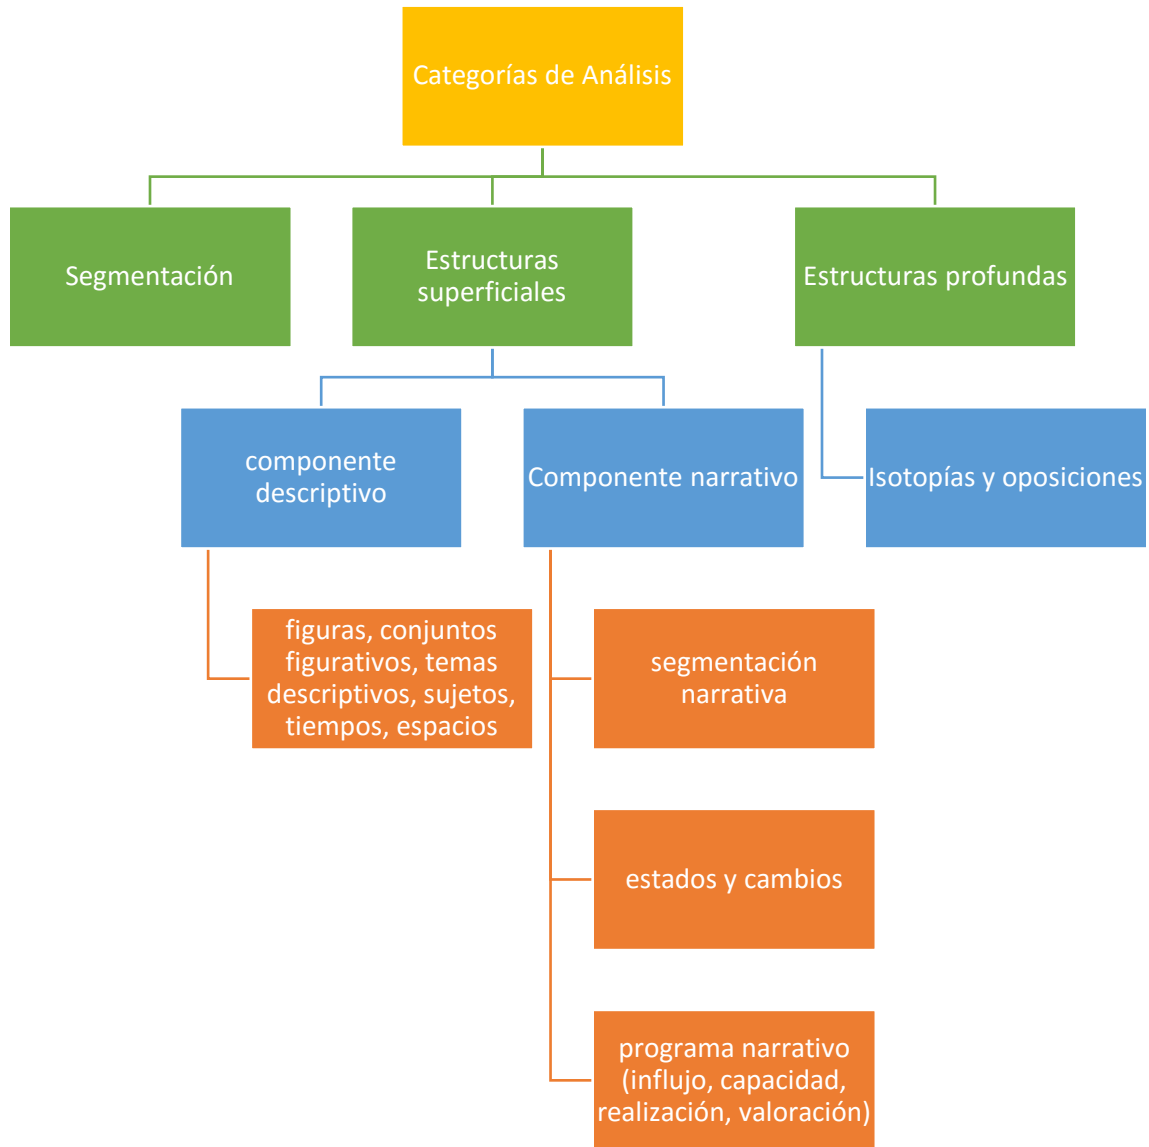 Categorías de Análisis
Segmentación
Estructuras
superficiales
Estructuras profundas
componente
descriptivo
Componente narrativo
Isotopías y oposiciones
figuras, conjuntos
figurativos, temas
descriptivos, sujetos,
tiempos, espacios
segmentación
narrativa
estados y cambios
programa narrativo
(influjo, capacidad,
realización, valoración)